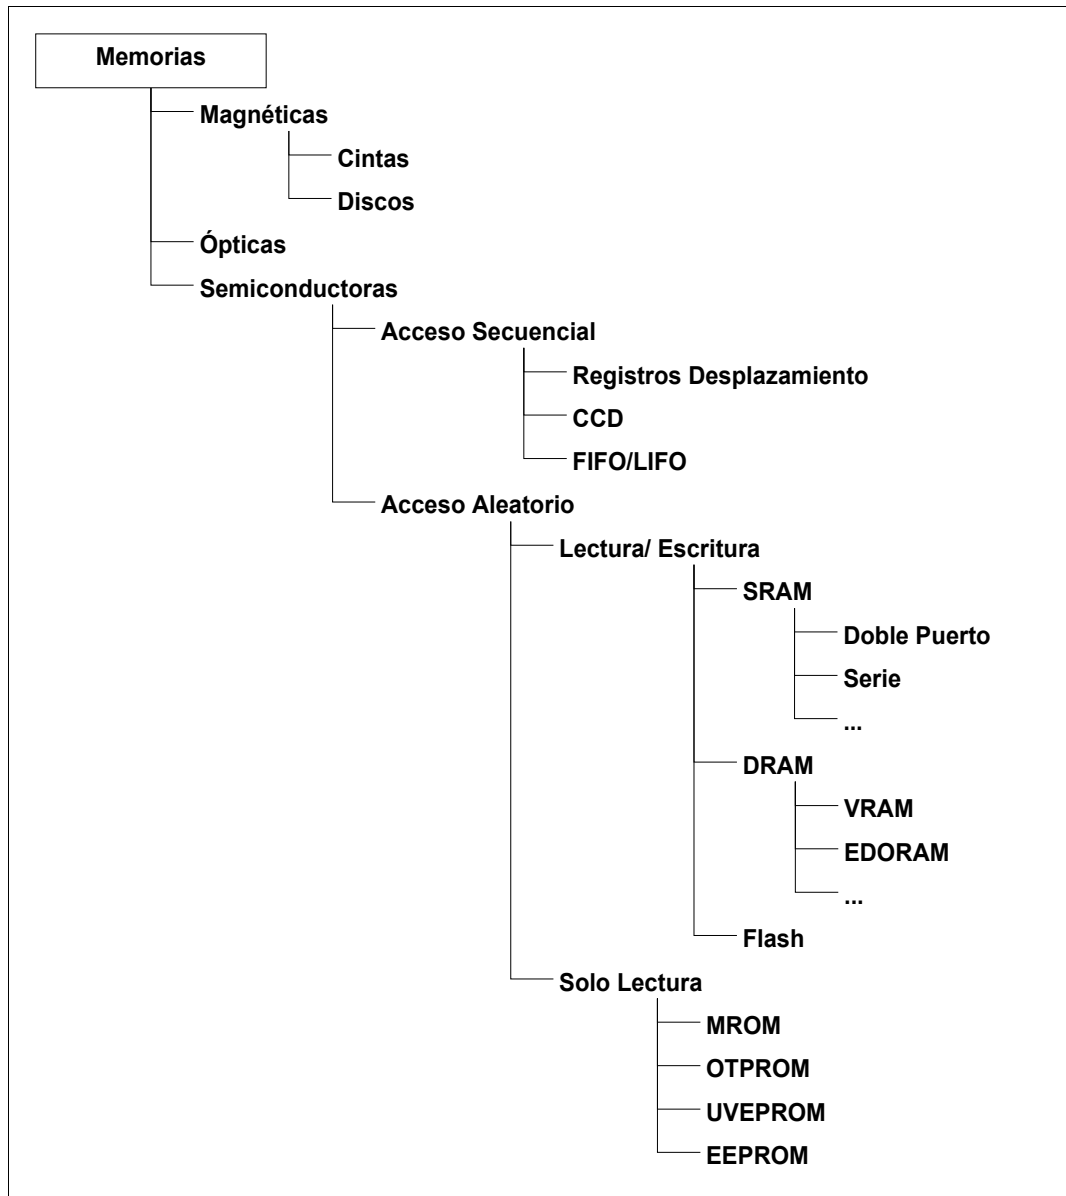 Memorias
Magnéticas
Cintas
Discos
Ópticas
Semiconductoras
Acceso Secuencial
Registros Desplazamiento
CCD
FIFO/LIFO
Acceso Aleatorio
Lectura/ Escritura
SRAM
Doble Puerto
Serie
...
DRAM
VRAM
EDORAM
...
Flash
Solo Lectura
MROM
OTPROM
UVEPROM
EEPROM